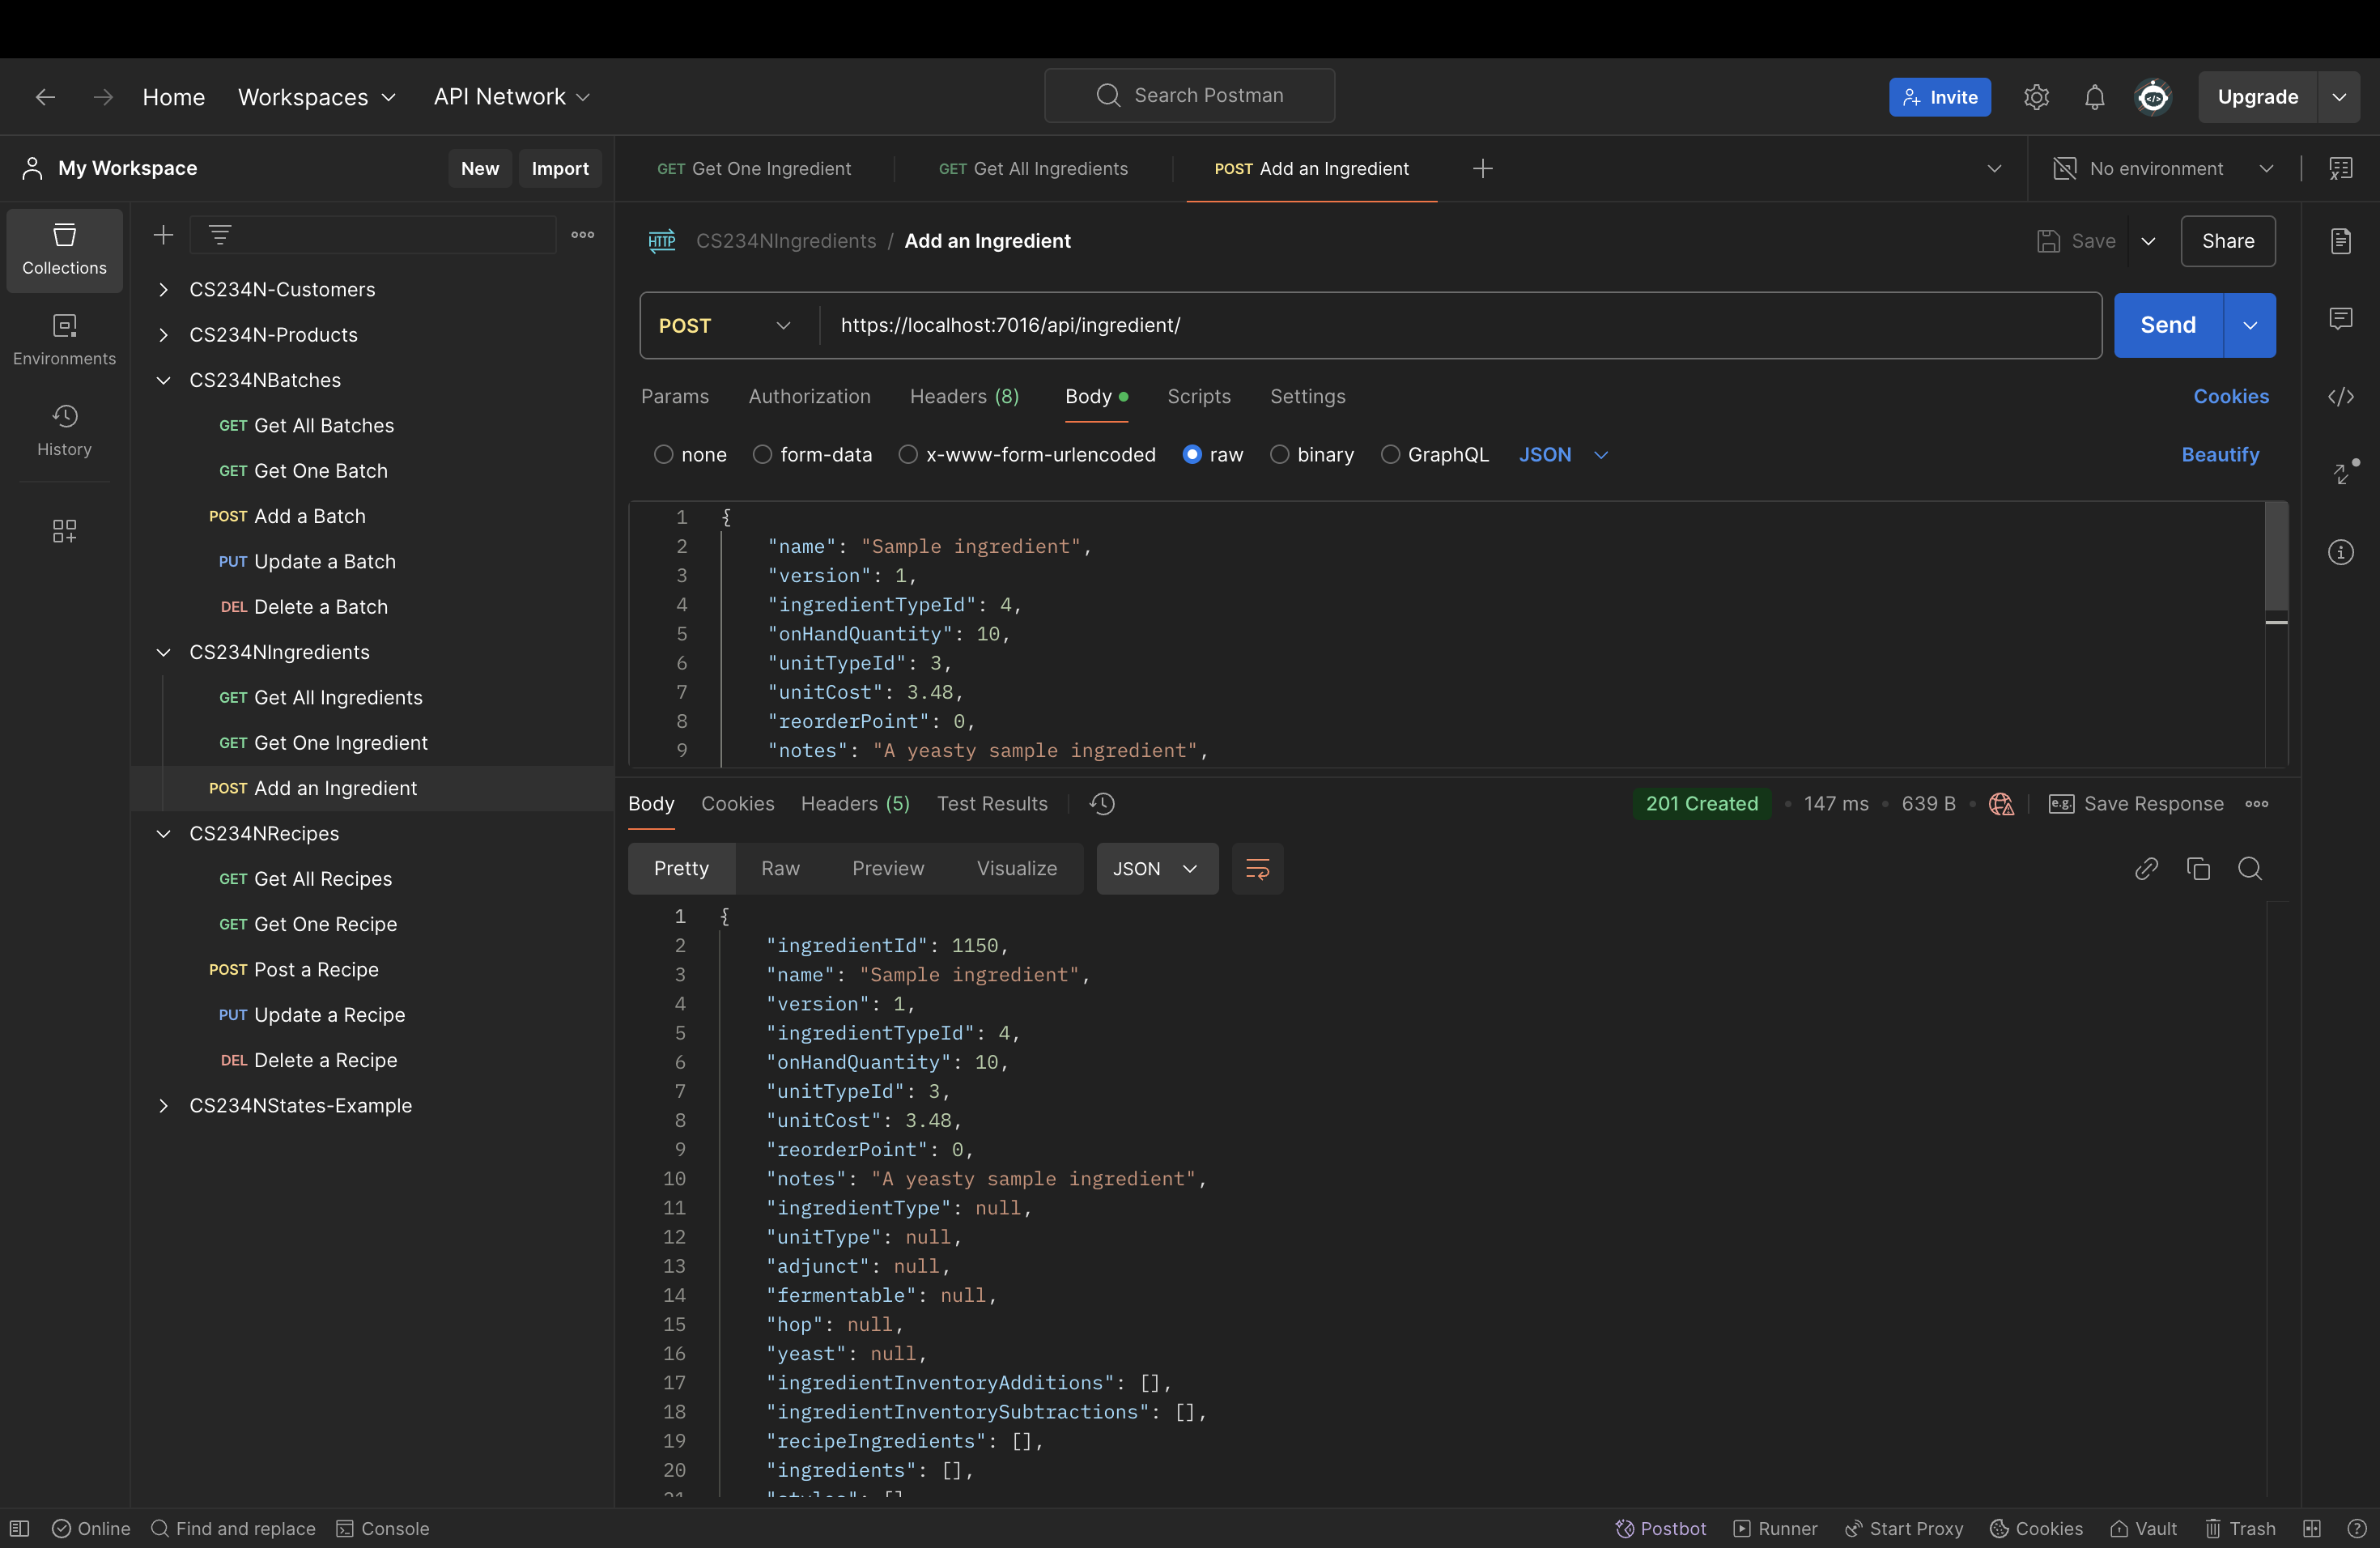 Home Workspaces API Network Search Postman Invite Upgrade
My Workspace New Import
GET Get One Ingredient GET Get All Ingredients POST Add an Ingredient No environment
Collections
Environments
History
CS234N-Customers
CS234N-Products
CS234NBatches
GET Get All Batches
GET Get One Batch
POST Add a Batch
PUT Update a Batch
DEL Delete a Batch
CS234NIngredients
GET Get All Ingredients
GET Get One Ingredient
POST Add an Ingredient
CS234NRecipes
GET Get All Recipes
GET Get One Recipe
POST Post a Recipe
PUT Update a Recipe
DEL Delete a Recipe
CS234NStates-Example
HTTP CS234NIngredients / Add an Ingredient Save Share
POST https://localhost:7016/api/ingredient/ Send
Params Authorization Headers (8) Body Scripts Settings Cookies
none form-data x-www-form-urlencoded raw binary GraphQL JSON Beautify
1 {
2 "name": "Sample ingredient",
3 "version": 1,
4 "ingredientTypeId": 4,
5 "onHandQuantity": 10,
6 "unitTypeId": 3,
7 "unitCost": 3.48,
8 "reorderPoint": 0,
9 "notes": "A yeasty sample ingredient",
Body Cookies Headers (5) Test Results 201 Created • 147 ms • 639 B • e.g. Save Response
Pretty Raw Preview Visualize JSON
1 {
2 "ingredientId": 1150,
3 "name": "Sample ingredient",
4 "version": 1,
5 "ingredientTypeId": 4,
6 "onHandQuantity": 10,
7 "unitTypeId": 3,
8 "unitCost": 3.48,
9 "reorderPoint": 0,
10 "notes": "A yeasty sample ingredient",
11 "ingredientType": null,
12 "unitType": null,
13 "adjunct": null,
14 "fermentable": null,
15 "hop": null,
16 "yeast": null,
17 "ingredientInventoryAdditions": [],
18 "ingredientInventorySubtractions": [],
19 "recipeIngredients": [],
20 "ingredients": [],
Online Find and replace Console Postbot Runner Start Proxy Cookies Vault Trash